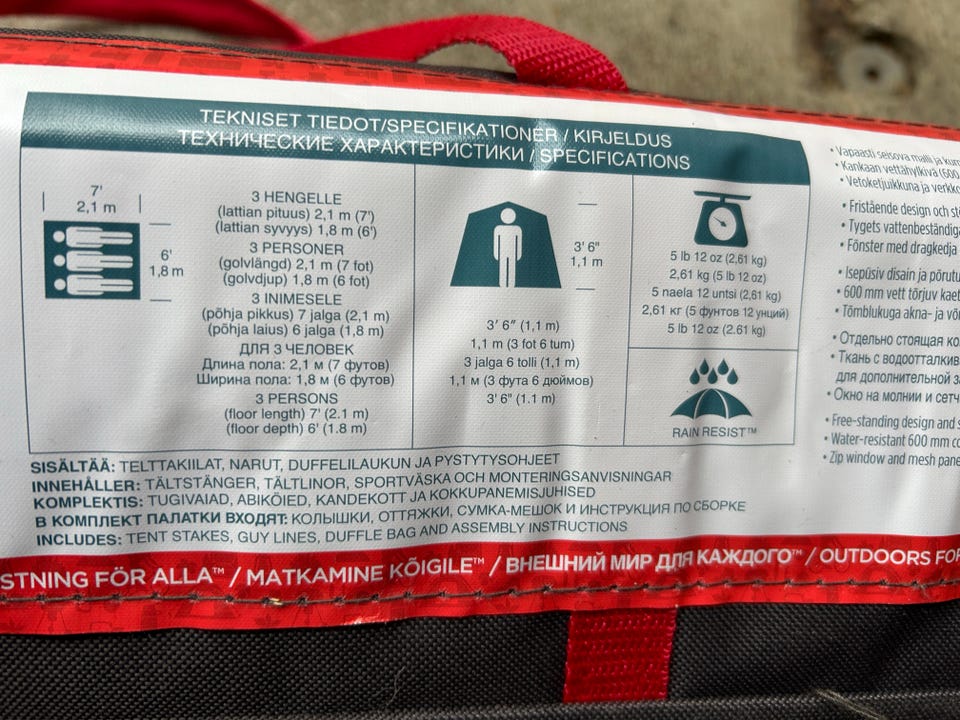 TEKNISET TIEDOT/SPECIFIKATIONER / KIRJELDUS
ТЕХНИЧЕСКИЕ ХАРАКТЕРИСТИКИ / SPECIFICATIONS
7'
2,1 m
6'
1,8 m
3 HENGELLE
(lattian pituus) 2,1 m (7')
(lattian syvyys) 1,8 m (6')
3 PERSONER
(golvlängd) 2,1 m (7 fot)
(golvdjup) 1,8 m (6 fot)
3 INIMESELE
(põhja pikkus) 7 jalga (2,1 m)
(põhja laius) 6 jalga (1,8 m)
ДЛЯ 3 ЧЕЛОВЕК
Длина пола: 2,1 м (7 футов)
Ширина пола: 1,8 м (6 футов)
3 PERSONS
(floor length) 7' (2.1 m)
(floor depth) 6' (1.8 m)
3' 6"
1,1 m
3' 6" (1,1 m)
1,1 m (3 fot 6 tum)
3 jalga 6 tolli (1,1 m)
1,1 м (3 фута 6 дюймов)
3' 6" (1.1 m)
5 lb 12 oz (2,61 kg)
2,61 kg (5 lb 12 oz)
5 naela 12 untsi (2,61 kg)
2,61 кг (5 фунтов 12 унций)
5 lb 12 oz (2.61 kg)
RAIN RESIST™
• Vapaasti seisova malli ja
• Kankaan vettähylkivä (600
• Vetoketjuikkuna ja verkko
• Fristående design och
• Tygets vattenbeständig
• Fönster med dragkedja
• Isepüsiv disain ja
• 600 mm vett tõrjuv
• Tõmblukuga akna- ja
• Отдельно стоящая
• Ткань с
для дополнительной
• Окно на молнии и
• Free-standing design and
• Water-resistant 600 mm
• Zip window and mesh
SISÄLTÄÄ: TELTTAKIILAT, NARUT, DUFFELILAUKUN JA PYSTYTYSOHJEET
INNEHÅLLER: TÄLTSTÄNGER, TÄLTLINOR, SPORTVÄSKA OCH MONTERINGSANVISNINGAR
KOMPLEKTIS: TUGIVAIAD, ABIKÖIED, KANDEKOTT JA KOKKUPANEMISJUHISED
В КОМПЛЕКТ ПАЛАТКИ ВХОДЯТ: КОЛЫШКИ, ОТТЯЖКИ, СУМКА-МЕШОК И ИНСТРУКЦИЯ ПО СБОРКЕ
INCLUDES: TENT STAKES, GUY LINES, DUFFLE BAG AND ASSEMBLY INSTRUCTIONS
STNING FÖR ALLA™ / MATKAMINE KÕIGILE™ / ВНЕШНИЙ МИР ДЛЯ КАЖДОГО™ / OUTDOORS FOR